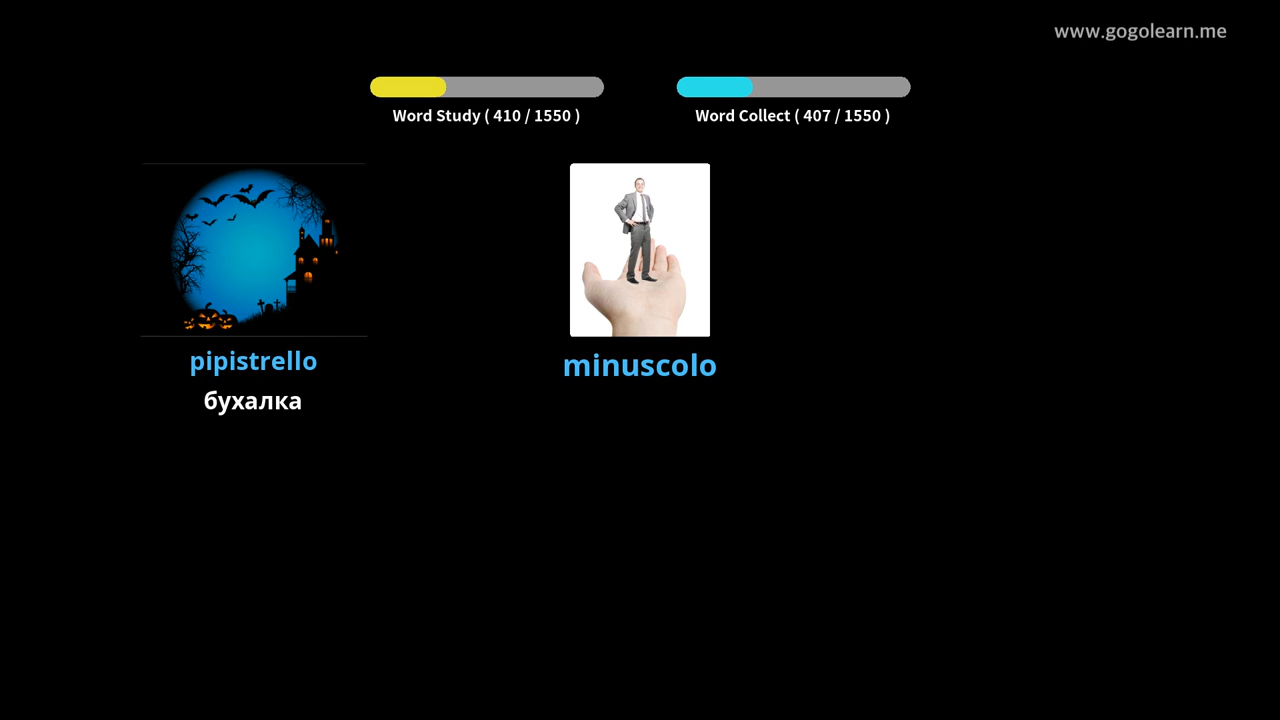 www.gogolearn.me
Word Study ( 410 / 1550 )
Word Collect ( 407 / 1550 )
pipistrello
бухалка
minuscolo